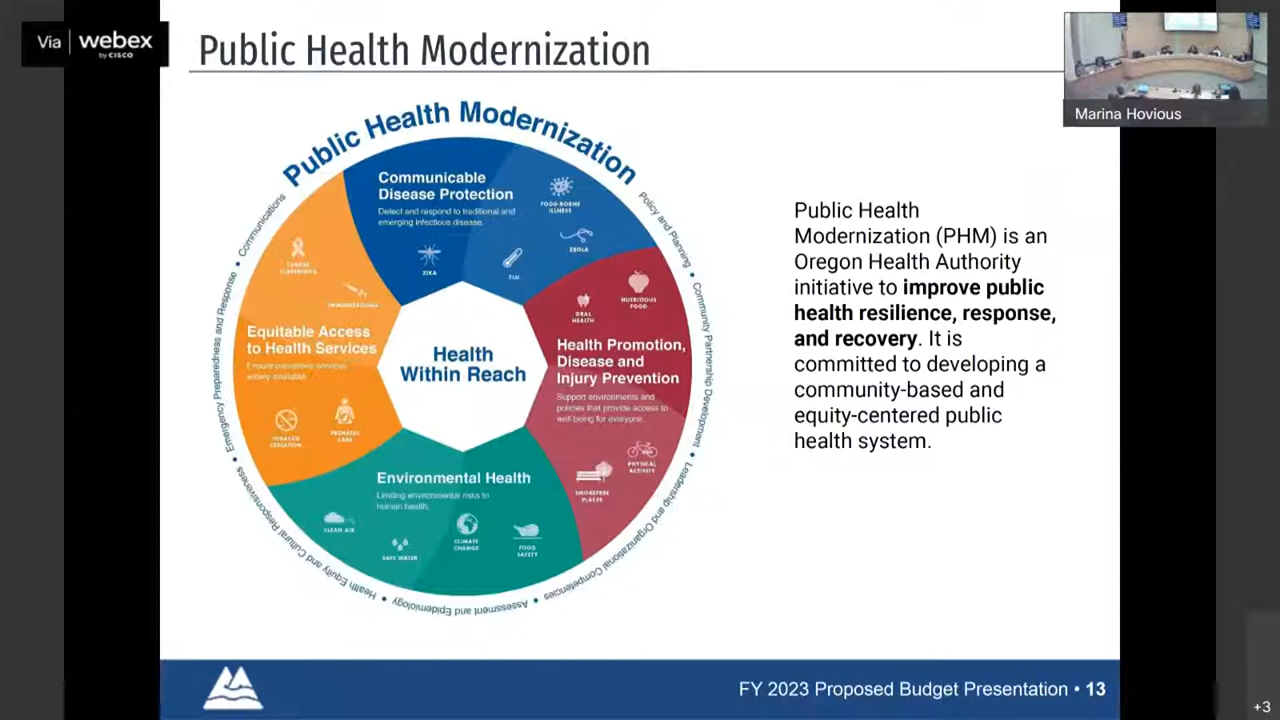 Via webex
by CISCO
Public Health Modernization
Marina Hovious
Public Health Modernization
Communicable
Disease Protection
Detect and respond to traditional and
emerging infectious disease.
FOOD-BORNE
ILLNESS
EBOLA
ZIKA
FLU
Equitable Access
to Health Services
Ensure preventive services
widely available.
CANCER
SCREENINGS
IMMUNIZATIONS
TOBACCO
CESSATION
PRENATAL
CARE
Health
Within Reach
ORAL
HEALTH
NUTRITIOUS
FOOD
Health Promotion,
Disease and
Injury Prevention
Support environments and
policies that provide access to
well being for everyone.
PHYSICAL
ACTIVITY
SMOKEFREE
PLACES
Environmental Health
Limiting environmental risks to
human health.
CLEAN AIR
SAFE WATER
CLIMATE
CHANGE
FOOD
SAFETY
Policy and Planning • Community Partnership Development • Leadership and Organizational Competencies • Assessment and Epidemiology • Health Equity and Cultural Responsiveness • Emergency Preparedness and Response • Communications
Public Health
Modernization (PHM) is an
Oregon Health Authority
initiative to improve public
health resilience, response,
and recovery. It is
committed to developing a
community-based and
equity-centered public
health system.
FY 2023 Proposed Budget Presentation • 13
+3